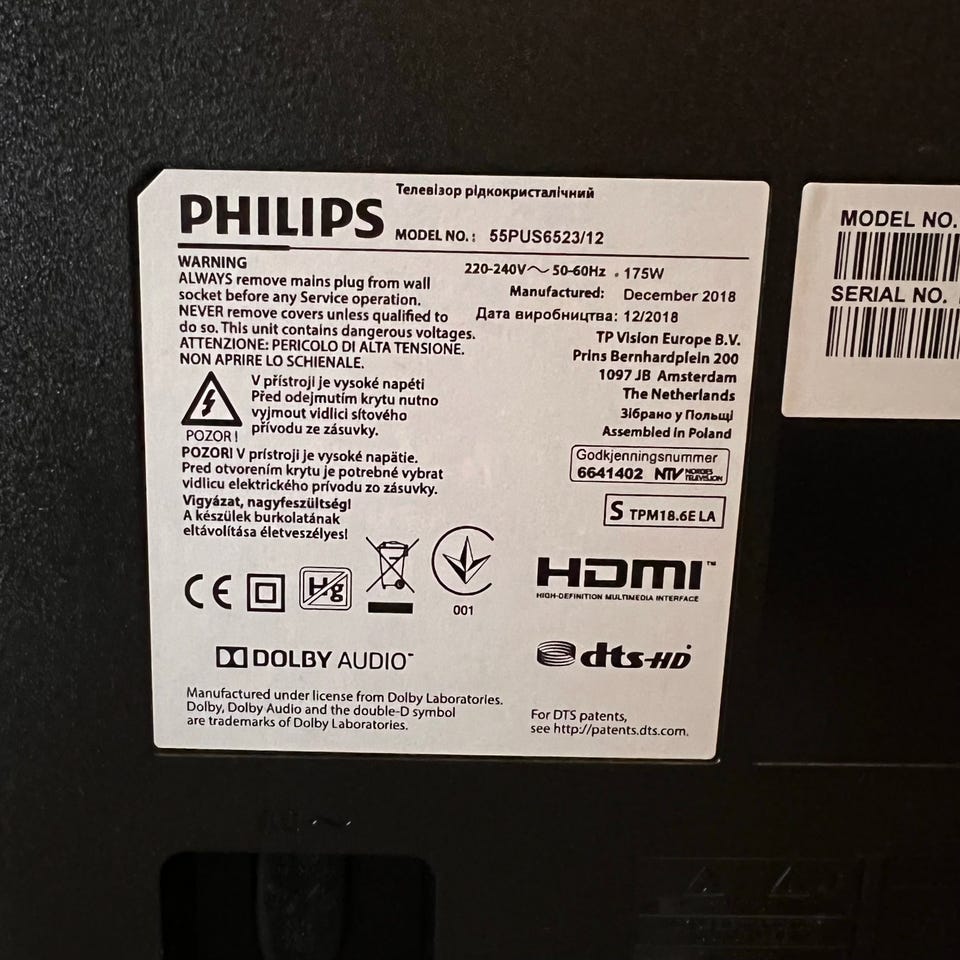 Телевізор рідкокристалічний
PHILIPS MODEL NO.: 55PUS6523/12
WARNING
ALWAYS remove mains plug from wall
socket before any Service operation.
NEVER remove covers unless qualified to
do so. This unit contains dangerous voltages.
ATTENZIONE: PERICOLO DI ALTA TENSIONE.
NON APRIRE LO SCHIENALE.
V přístroji je vysoké napětí
Před odejmutím krytu nutno
vyjmout vidlici síťového
přívodu ze zásuvky.
POZOR!
POZOR! V prístroji je vysoké napätie.
Pred otvorením krytu je potrebné vybrat
vidlicu elektrického prívodu zo zásuvky.
Vigyázat, nagyfeszültség!
A készülek burkolatának
eltávolítása életveszélyes!
220-240V~ 50-60Hz . 175W
Manufactured: December 2018
Дата виробництва: 12/2018
TP Vision Europe B.V.
Prins Bernhardplein 200
1097 JB Amsterdam
The Netherlands
Зібрано у Польщі
Assembled in Poland
Godkjenningsnummer
6641402 NTV NORGES TELEVISJON
S TPM18.6E LA
CE
Hg
001
HDMI™
HIGH-DEFINITION MULTIMEDIA INTERFACE
DOLBY AUDIO™
dts-HD
Manufactured under license from Dolby Laboratories.
Dolby, Dolby Audio and the double-D symbol
are trademarks of Dolby Laboratories.
For DTS patents,
see http://patents.dts.com.
MODEL NO.
SERIAL NO.